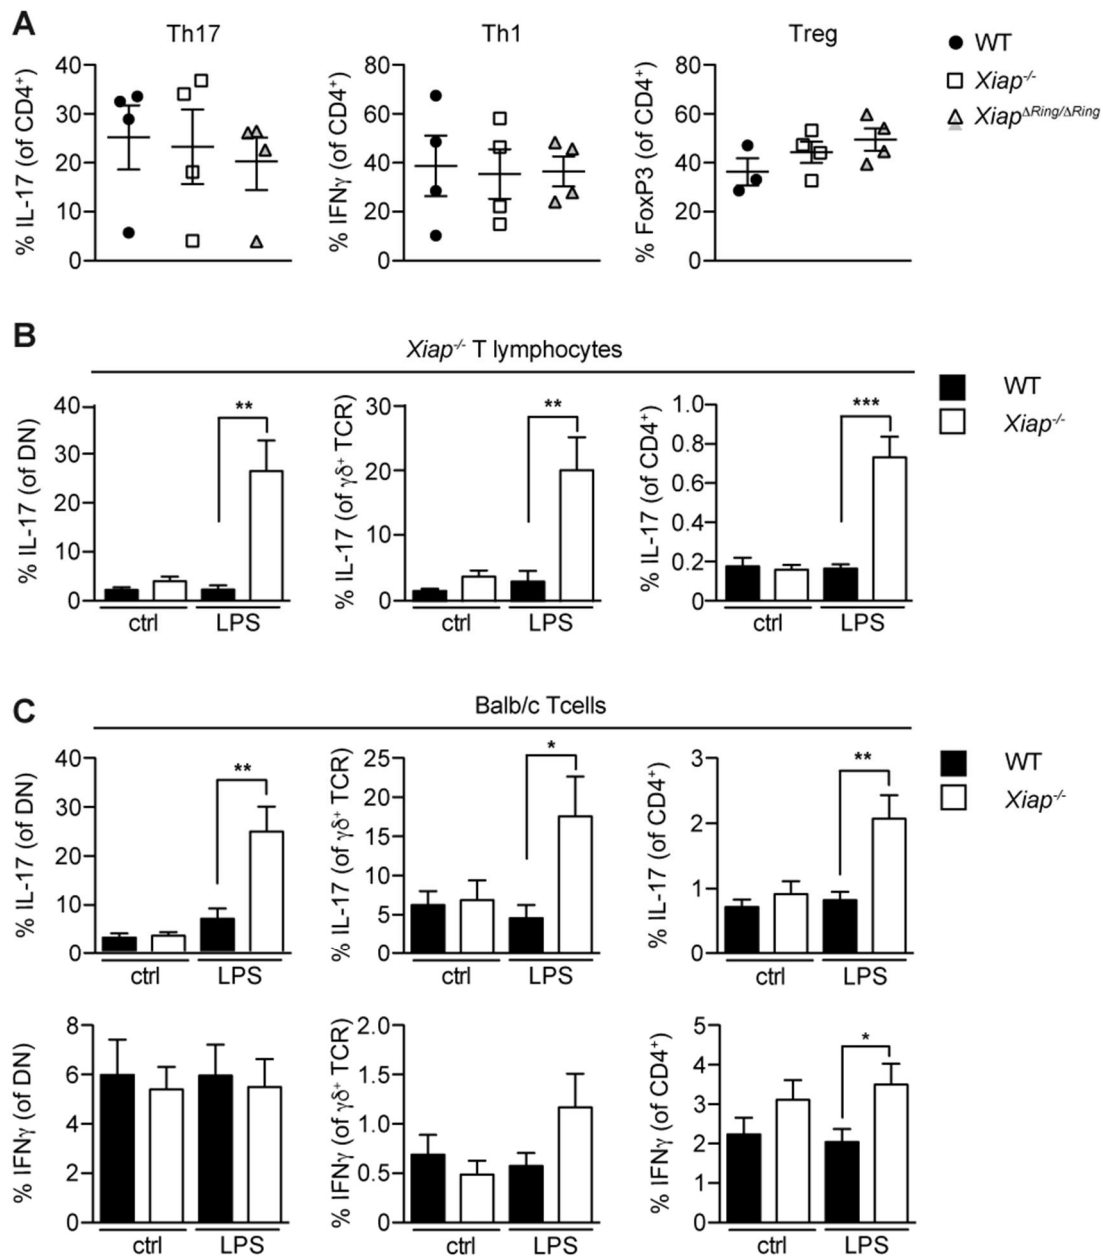 A
Th17
Th1
Treg
WT
Xiap-/-
XiapΔRing/ΔRing
% IL-17 (of CD4+)
40
30
20
10
0
% IFNγ (of CD4+)
80
60
40
20
0
% FoxP3 (of CD4+)
80
60
40
20
0
B
Xiap-/- T lymphocytes
WT
Xiap-/-
% IL-17 (of DN)
40
30
20
10
0
**
ctrl
LPS
% IL-17 (of γδ+ TCR)
30
20
10
0
**
ctrl
LPS
% IL-17 (of CD4+)
1.0
0.8
0.6
0.4
0.2
0
***
ctrl
LPS
C
Balb/c Tcells
WT
Xiap-/-
% IL-17 (of DN)
40
30
20
10
0
**
ctrl
LPS
% IL-17 (of γδ+ TCR)
25
20
15
10
5
0
*
ctrl
LPS
% IL-17 (of CD4+)
3
2
1
0
**
ctrl
LPS
% IFNγ (of DN)
8
6
4
2
0
ctrl
LPS
% IFNγ (of γδ+ TCR)
2.0
1.5
1.0
0.5
0
ctrl
LPS
% IFNγ (of CD4+)
5
4
3
2
1
0
*
ctrl
LPS